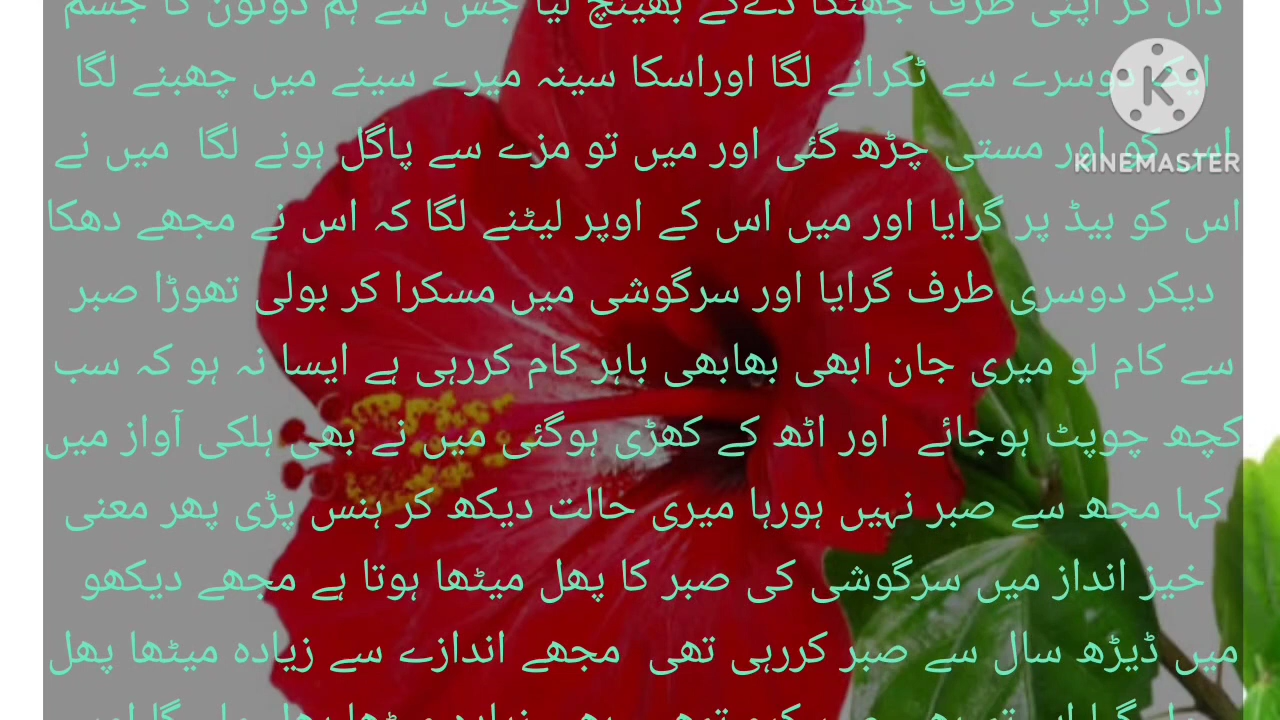 ڈال کر اپنی طرف جھٹکا دےکے بھینچ لیا جس سے ہم دونوں کا جسم
ایک دوسرے سے ٹکرانے لگا اوراسکا سینہ میرے سینے میں چھبنے لگا
اس کو اور مستی چڑھ گئی اور میں تو مزے سے پاگل ہونے لگا میں نے
KINEMASTER
اس کو بیڈ پر گرایا اور میں اس کے اوپر لیٹنے لگا کہ اس نے مجھے دھکا
دیکر دوسری طرف گرایا اور سرگوشی میں مسکرا کر بولی تھوڑا صبر
سے کام لو میری جان ابھی بھابھی باہر کام کررہی ہے ایسا نہ ہو کہ سب
کچھ چوپٹ ہوجائے اور اٹھ کے کھڑی ہوگئی میں نے بھی ہلکی آواز میں
کہا مجھ سے صبر نہیں ہورہا میری حالت دیکھ کر ہنس پڑی پھر معنی
خیز انداز میں سرگوشی کی صبر کا پھل میٹھا ہوتا ہے مجھے دیکھو
میں ڈیڑھ سال سے صبر کررہی تھی مجھے اندازے سے زیادہ میٹھا پھل